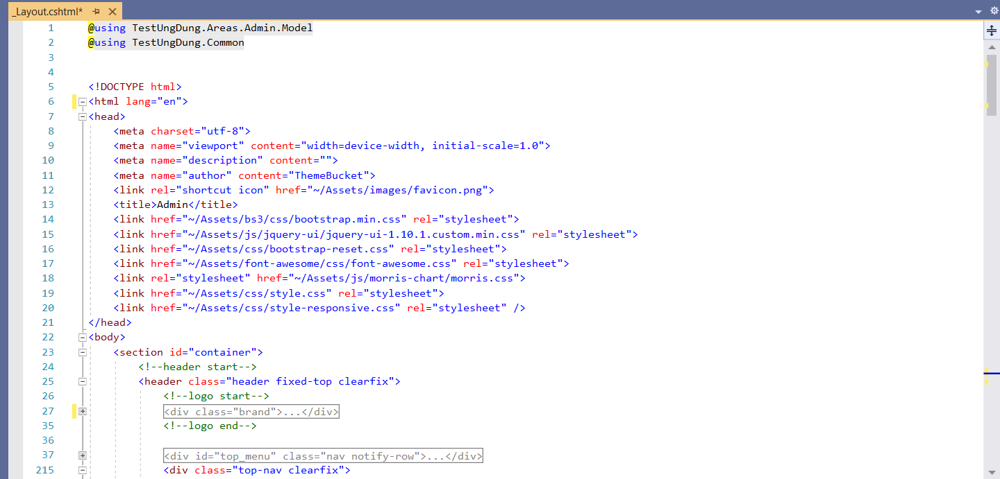 _Layout.cshtml*
1 @using TestUngDung.Areas.Admin.Model
2 @using TestUngDung.Common
3
4
5 <!DOCTYPE html>
6 <html lang="en">
7 <head>
8 <meta charset="utf-8">
9 <meta name="viewport" content="width=device-width, initial-scale=1.0">
10 <meta name="description" content="">
11 <meta name="author" content="ThemeBucket">
12 <link rel="shortcut icon" href="~/Assets/images/favicon.png">
13 <title>Admin</title>
14 <link href="~/Assets/bs3/css/bootstrap.min.css" rel="stylesheet">
15 <link href="~/Assets/js/jquery-ui/jquery-ui-1.10.1.custom.min.css" rel="stylesheet">
16 <link href="~/Assets/css/bootstrap-reset.css" rel="stylesheet">
17 <link href="~/Assets/font-awesome/css/font-awesome.css" rel="stylesheet">
18 <link rel="stylesheet" href="~/Assets/js/morris-chart/morris.css">
19 <link href="~/Assets/css/style.css" rel="stylesheet">
20 <link href="~/Assets/css/style-responsive.css" rel="stylesheet" />
21 </head>
22 <body>
23 <section id="container">
24 <!--header start-->
25 <header class="header fixed-top clearfix">
26 <!--logo start-->
27 <div class="brand">...</div>
35 <!--logo end-->
36
37 <div id="top_menu" class="nav notify-row">...</div>
215 <div class="top-nav clearfix">